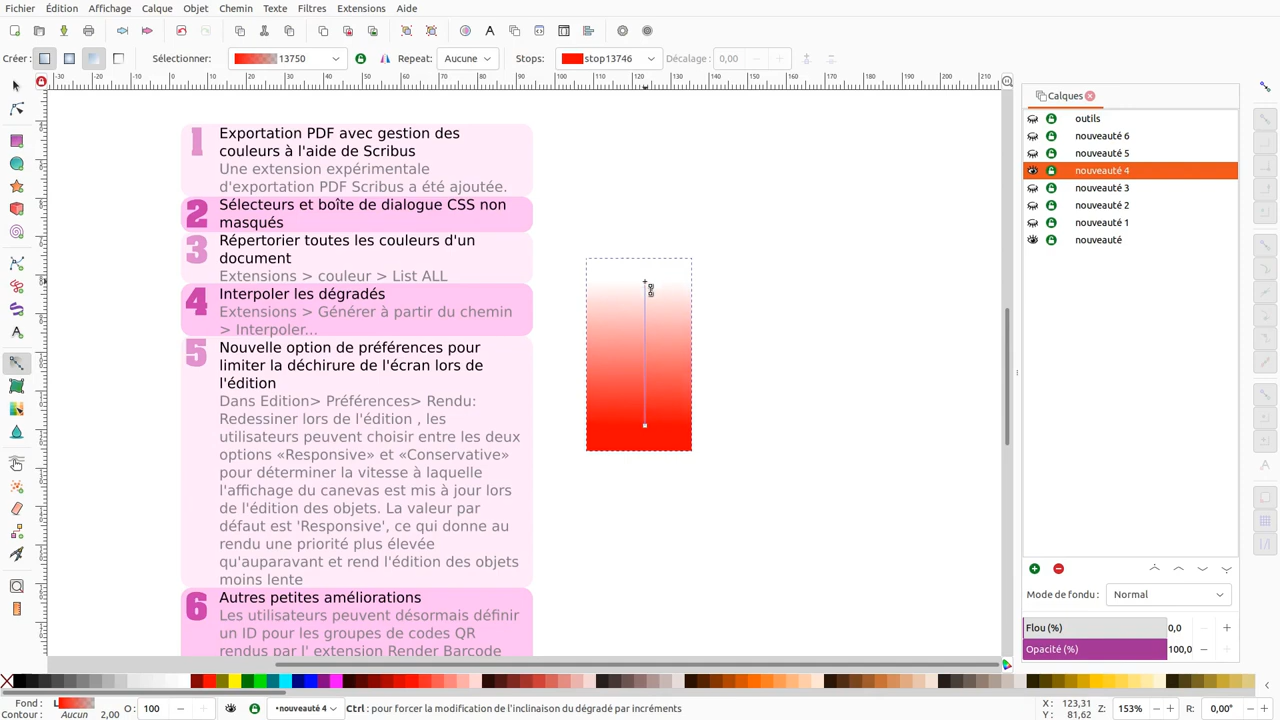 Fichier Édition Affichage Calque Objet Chemin Texte Filtres Extensions Aide
Créer: Sélectionner: 13750 Repeat: Aucune Stops: stop13746 Décalage: 0,00
Calques
outils
nouveauté 6
nouveauté 5
nouveauté 4
nouveauté 3
nouveauté 2
nouveauté 1
nouveauté
1 Exportation PDF avec gestion des
couleurs à l'aide de Scribus
Une extension expérimentale
d'exportation PDF Scribus a été ajoutée.
2 Sélecteurs et boîte de dialogue CSS non
masqués
3 Répertorier toutes les couleurs d'un
document
Extensions > couleur > List ALL
4 Interpoler les dégradés
Extensions > Générer à partir du chemin
> Interpoler...
5 Nouvelle option de préférences pour
limiter la déchirure de l'écran lors de
l'édition
Dans Edition> Préférences> Rendu:
Redessiner lors de l'édition , les
utilisateurs peuvent choisir entre les deux
options «Responsive» et «Conservative»
pour déterminer la vitesse à laquelle
l'affichage du canevas est mis à jour lors
de l'édition des objets. La valeur par
défaut est 'Responsive', ce qui donne au
rendu une priorité plus élevée
qu'auparavant et rend l'édition des objets
moins lente
6 Autres petites améliorations
Les utilisateurs peuvent désormais définir
un ID pour les groupes de codes QR
rendus par l' extension Render Barcode
Mode de fondu : Normal
Flou (%) 0,0
Opacité (%) 100,0
Fond : L
Contour : Aucun 2,00
O: 100
•nouveauté 4
Ctrl : pour forcer la modification de l'inclinaison du dégradé par incréments
X : 123,31
Y : 81,62
Z: 153%
R: 0,00°